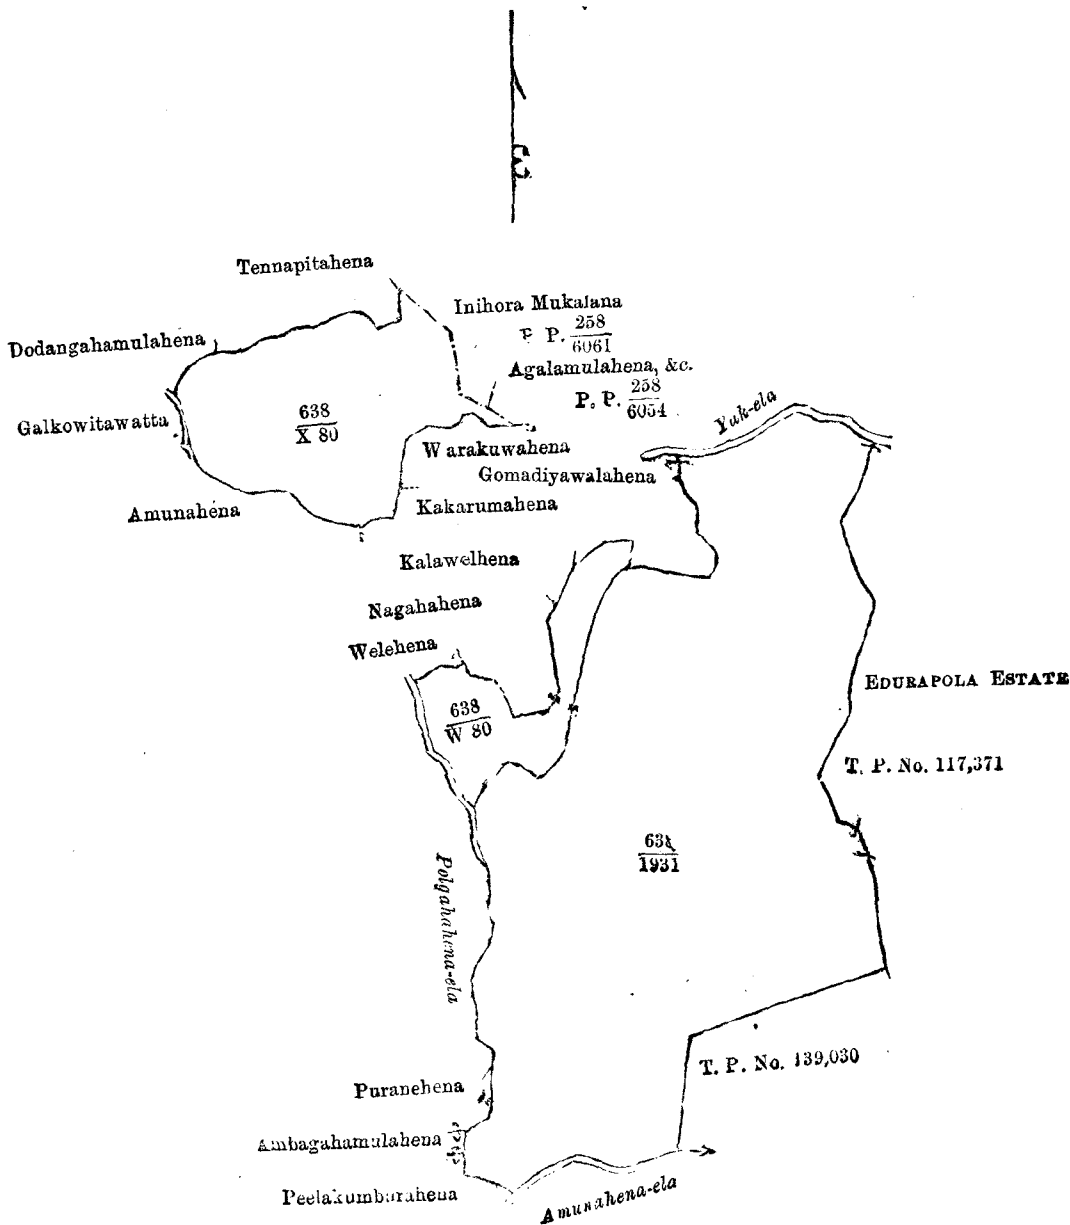 Tennapitahena
Inihora Mukalana
P. P. 258/6061
Dodangahamulahena
Agalamulahena, &c.
P. P. 258/6054
Yak-ela
Galkowitawatta
638/X 80
Warakuwahena
Gomadiyawalahena
Amunahena
Kakarumahena
Kalawelhena
Nagahahena
Welehena
EDURAPOLA ESTATE
638/W 80
T. P. No. 117,371
1931
Polgahahena-ela
T. P. No. 139,030
Puranehena
Ambagahamulahena
Peelakumburahena
Amunahena-ela